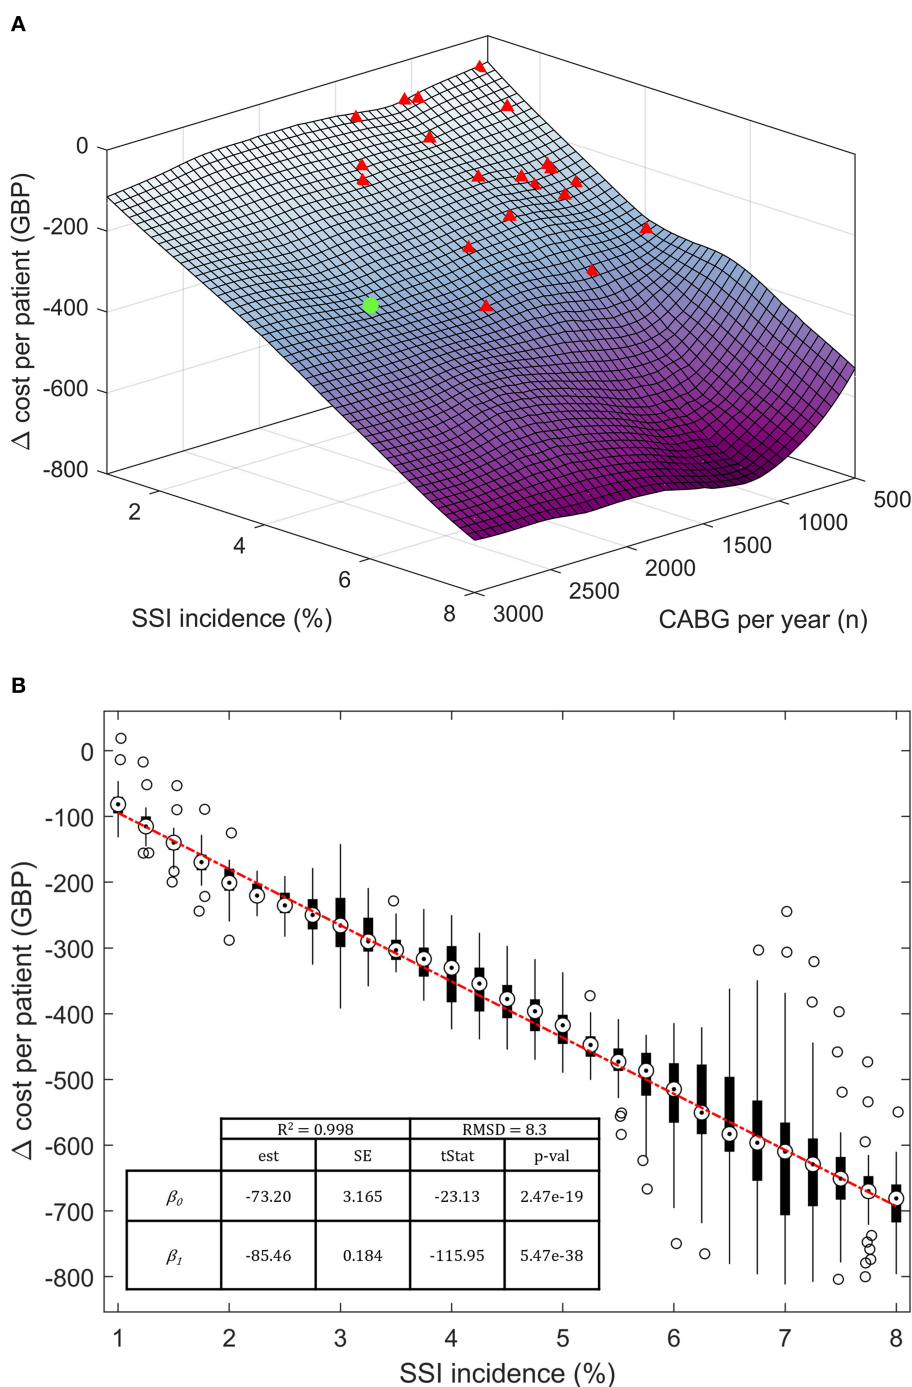 A
0
-200
-400
-600
-800
Δ cost per patient (GBP)
2
4
6
8
SSI incidence (%)
500
1000
1500
2000
2500
3000
CABG per year (n)
B
0
-100
-200
-300
-400
-500
-600
-700
-800
Δ cost per patient (GBP)
R² = 0.998 RMSD = 8.3
est SE tStat p-val
β₀ -73.20 3.165 -23.13 2.47e-19
β₁ -85.46 0.184 -115.95 5.47e-38
1 2 3 4 5 6 7 8
SSI incidence (%)